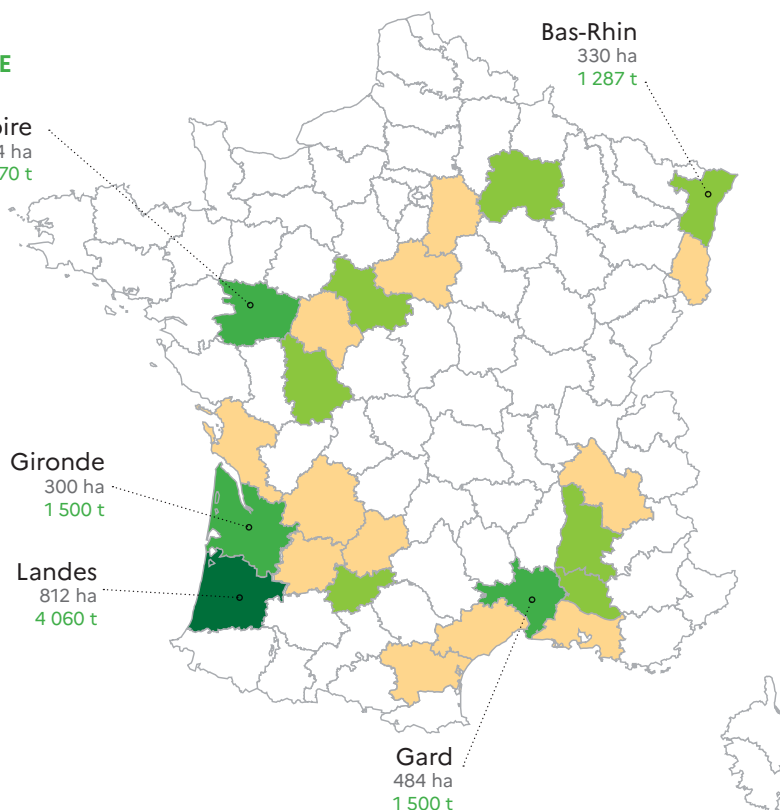 E
Bas-Rhin
330 ha
1 287 t
oire
4 ha
70 t
Gironde
300 ha
1 500 t
Landes
812 ha
4 060 t
Gard
484 ha
1 500 t